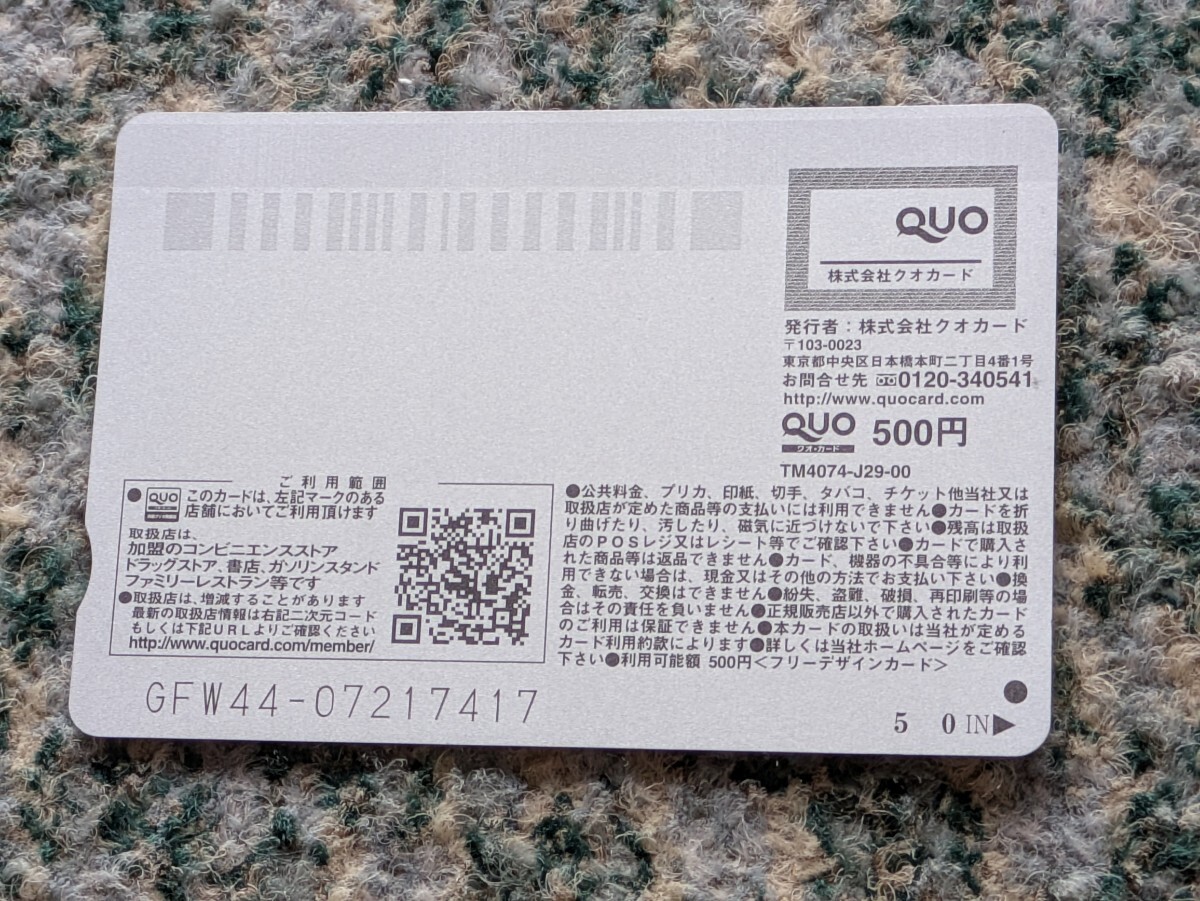 QUO
株式会社クオカード
発行者：株式会社クオカード
〒103-0023
東京都中央区日本橋本町二丁目4番1号
お問合せ先 0120-340541
http://www.quocard.com
QUO 500円
クオ・カード
TM4074-J29-00
ご利用範囲
●QUO このカードは、左記マークのある
店舗においてご利用頂けます
取扱店は、
加盟のコンビニエンスストア
ドラッグストア、書店、ガソリンスタンド
ファミリーレストラン等です
●取扱店は、増減することがあります
最新の取扱店情報は右記二次元コード
もしくは下記URLよりご確認ください
http://www.quocard.com/member/
●公共料金、プリカ、印紙、切手、タバコ、チケット他当社又は
取扱店が定めた商品等の支払いには利用できません●カードを折
り曲げたり、汚したり、磁気に近づけないで下さい●残高は取扱
店のPOSレジ又はレシート等でご確認下さい●カードで購入さ
れた商品等は返品できません●カード、機器の不具合等により利
用できない場合は、現金又はその他の方法でお支払い下さい●換
金、転売、交換はできません●紛失、盗難、破損、再印刷等の場
合はその責任を負いません●正規販売店以外で購入されたカード
のご利用は保証できません●本カードの取扱いは当社が定める
カード利用約款によります●詳しくは当社ホームページをご確認
下さい●利用可能額 500円＜フリーデザインカード＞
GFW44-07217417
5 0 IN▶